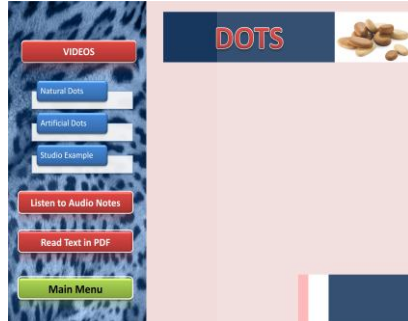 DOTS
VIDEOS
Natural Dots
Artificial Dots
Studio Example
Listen to Audio Notes
Read Text in PDF
Main Menu